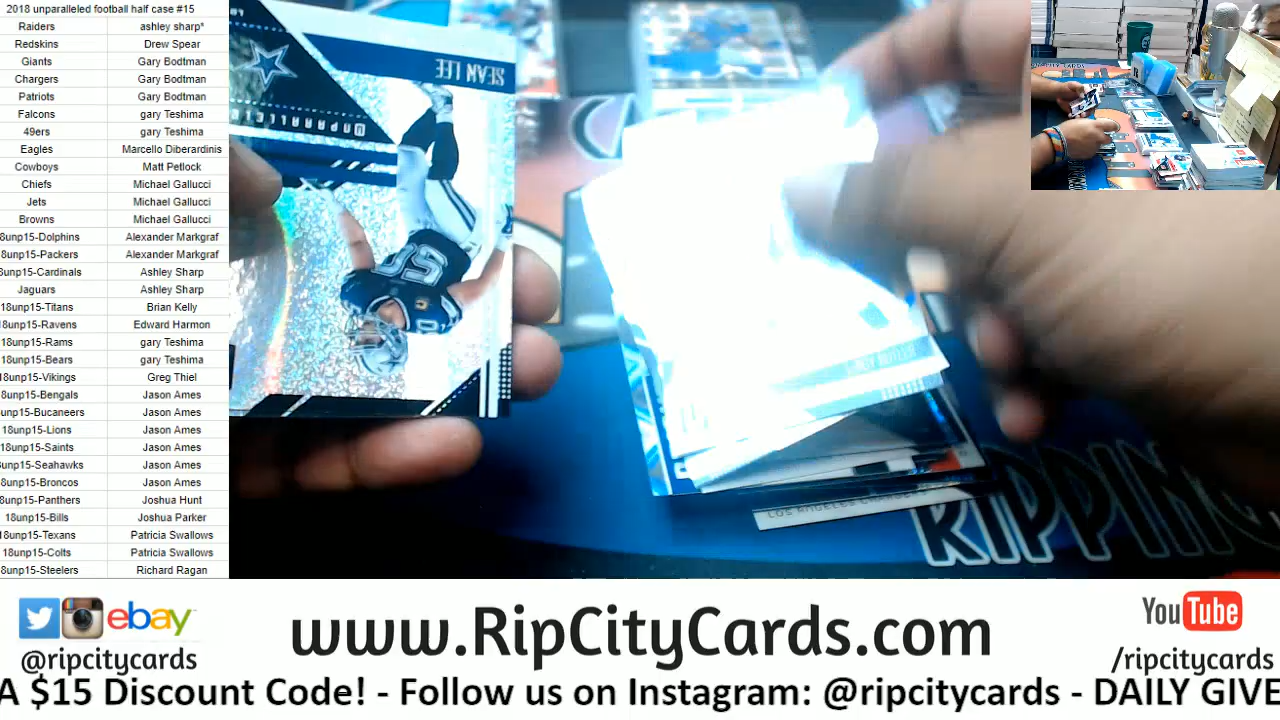 2018 unparalleled football half case #15
Raiders ashley sharp*
Redskins Drew Spear
Giants Gary Bodtman
Chargers Gary Bodtman
Patriots Gary Bodtman
Falcons gary Teshima
49ers gary Teshima
Eagles Marcello Diberardinis
Cowboys Matt Petlock
Chiefs Michael Gallucci
Jets Michael Gallucci
Browns Michael Gallucci
8unp15-Dolphins Alexander Markgraf
8unp15-Packers Alexander Markgraf
8unp15-Cardinals Ashley Sharp
Jaguars Ashley Sharp
18unp15-Titans Brian Kelly
18unp15-Ravens Edward Harmon
18unp15-Rams gary Teshima
18unp15-Bears gary Teshima
18unp15-Vikings Greg Thiel
8unp15-Bengals Jason Ames
unp15-Bucaneers Jason Ames
18unp15-Lions Jason Ames
18unp15-Saints Jason Ames
8unp15-Seahawks Jason Ames
8unp15-Broncos Jason Ames
8unp15-Panthers Joshua Hunt
18unp15-Bills Joshua Parker
18unp15-Texans Patricia Swallows
18unp15-Colts Patricia Swallows
8unp15-Steelers Richard Ragan
SEAN LEE
UNPARALLELED
50
LOS ANGELES CHARGERS
RIPPING
ebay
@ripcitycards
www.RipCityCards.com
YouTube
/ripcitycards
A $15 Discount Code! - Follow us on Instagram: @ripcitycards - DAILY GIVE